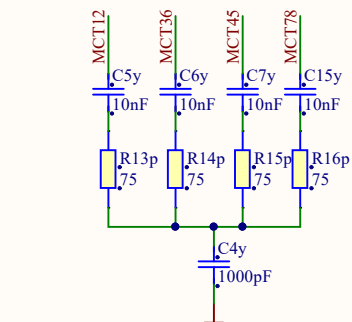 MCT12 MCT36 MCT45 MCT78
C5y C6y C7y C15y
10nF 10nF 10nF 10nF
R13p R14p R15p R16p
75 75 75 75
C4y
1000pF